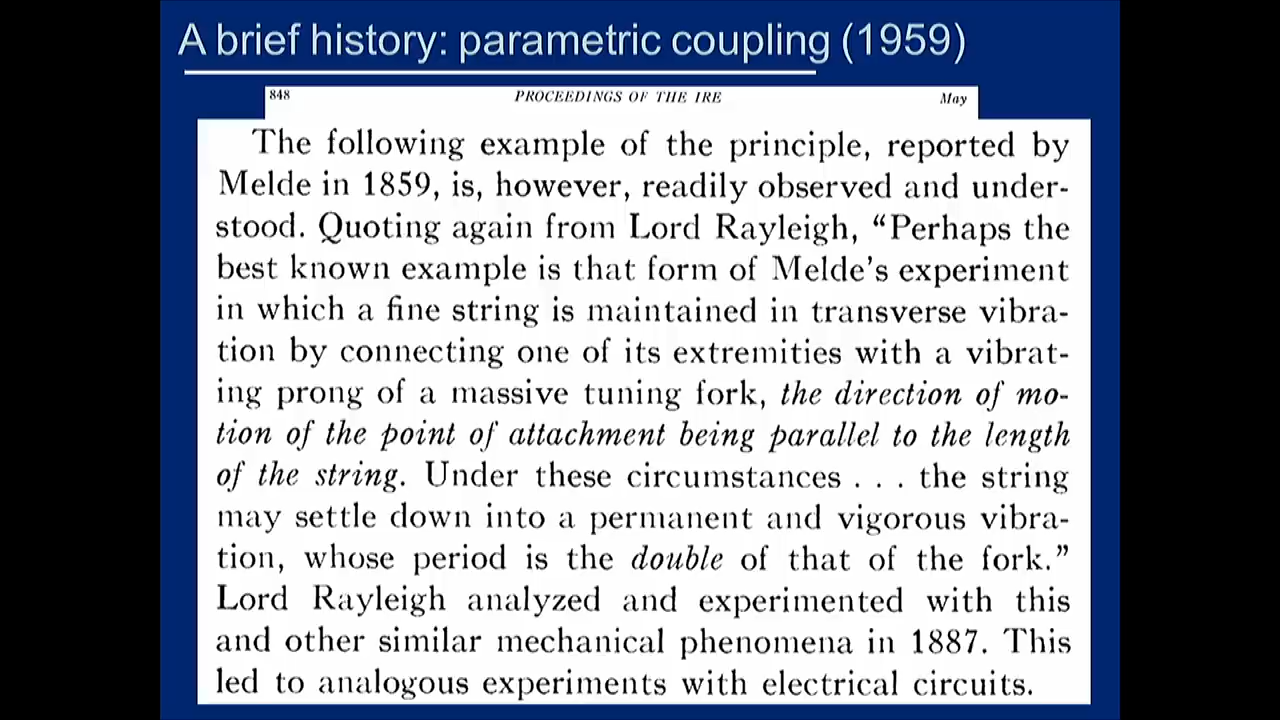 A brief history: parametric coupling (1959)
848 PROCEEDINGS OF THE IRE May
The following example of the principle, reported by
Melde in 1859, is, however, readily observed and under-
stood. Quoting again from Lord Rayleigh, “Perhaps the
best known example is that form of Melde’s experiment
in which a fine string is maintained in transverse vibra-
tion by connecting one of its extremities with a vibrat-
ing prong of a massive tuning fork, the direction of mo-
tion of the point of attachment being parallel to the length
of the string. Under these circumstances . . . the string
may settle down into a permanent and vigorous vibra-
tion, whose period is the double of that of the fork.”
Lord Rayleigh analyzed and experimented with this
and other similar mechanical phenomena in 1887. This
led to analogous experiments with electrical circuits.